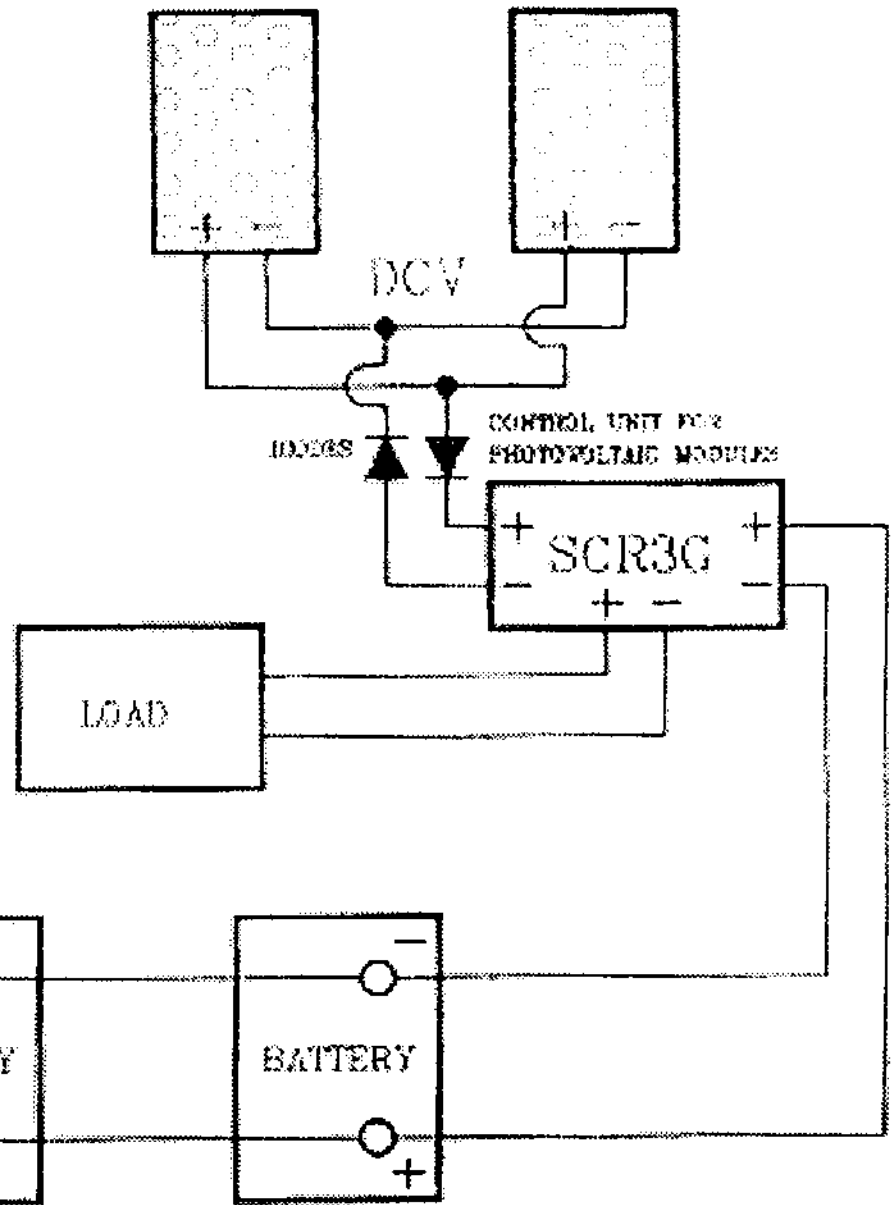 + − + −
DCV
DIODES
CONTROL UNIT FOR
PHOTOVOLTAIC MODULES
+ SCR3G +
− −
+ −
LOAD
−
Y BATTERY
+